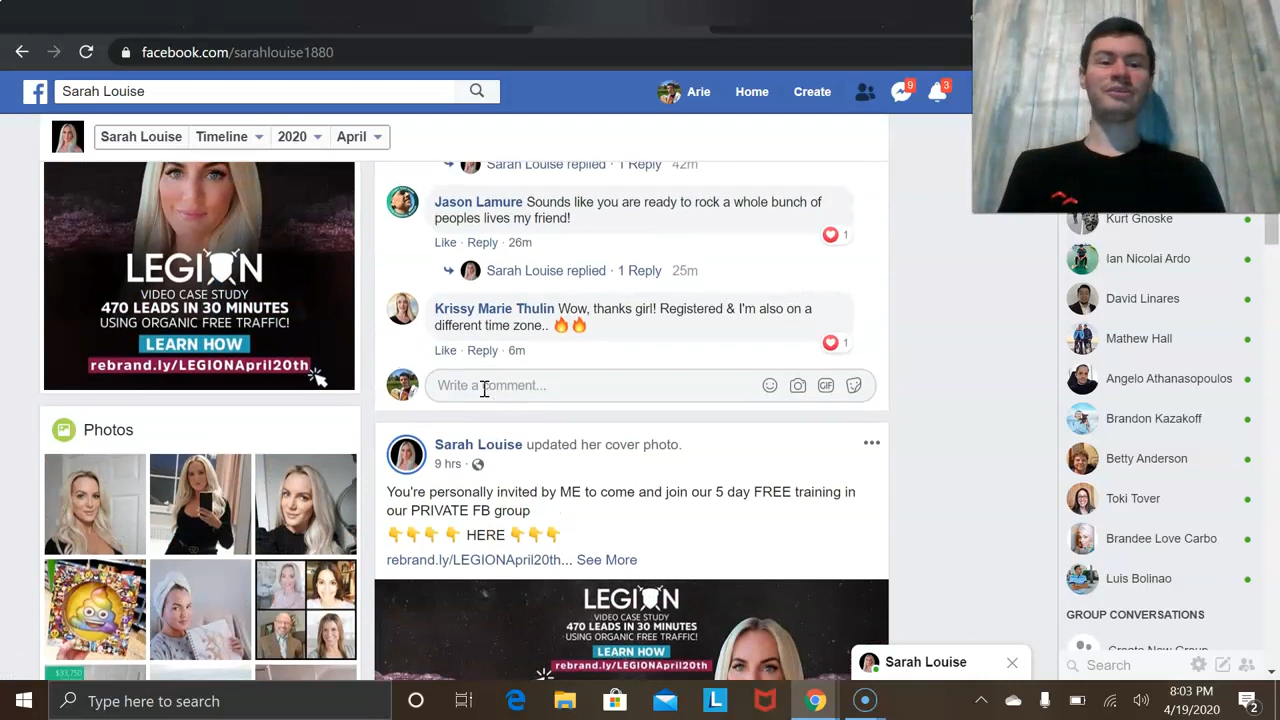 facebook.com/sarahlouise1880
Sarah Louise
Arie
Home
Create
9
3
Sarah Louise
Timeline
2020
April
Sarah Louise replied · 1 Reply 42m
Jason Lamure Sounds like you are ready to rock a whole bunch of
peoples lives my friend!
1
Like · Reply · 26m
Sarah Louise replied · 1 Reply 25m
Krissy Marie Thulin Wow, thanks girl! Registered & I'm also on a
different time zone.. 🔥🔥
1
Like · Reply · 6m
Write a comment...
GIF
LEGION
VIDEO CASE STUDY
470 LEADS IN 30 MINUTES
USING ORGANIC FREE TRAFFIC!
LEARN HOW
rebrand.ly/LEGIONApril20th
Photos
$93,750
Sarah Louise updated her cover photo.
9 hrs ·
You're personally invited by ME to come and join our 5 day FREE training in
our PRIVATE FB group
👇👇👇👇 HERE 👇👇👇
rebrand.ly/LEGIONApril20th... See More
LEGION
VIDEO CASE STUDY
470 LEADS IN 30 MINUTES
USING ORGANIC FREE TRAFFIC!
LEARN HOW
rebrand.ly/LEGIONApril20th
Kurt Gnoske
Ian Nicolai Ardo
David Linares
Mathew Hall
Angelo Athanasopoulos
Brandon Kazakoff
Betty Anderson
Toki Tover
Brandee Love Carbo
Luis Bolinao
GROUP CONVERSATIONS
Create New Group
Search
Sarah Louise
Type here to search
L
8:03 PM
4/19/2020
2